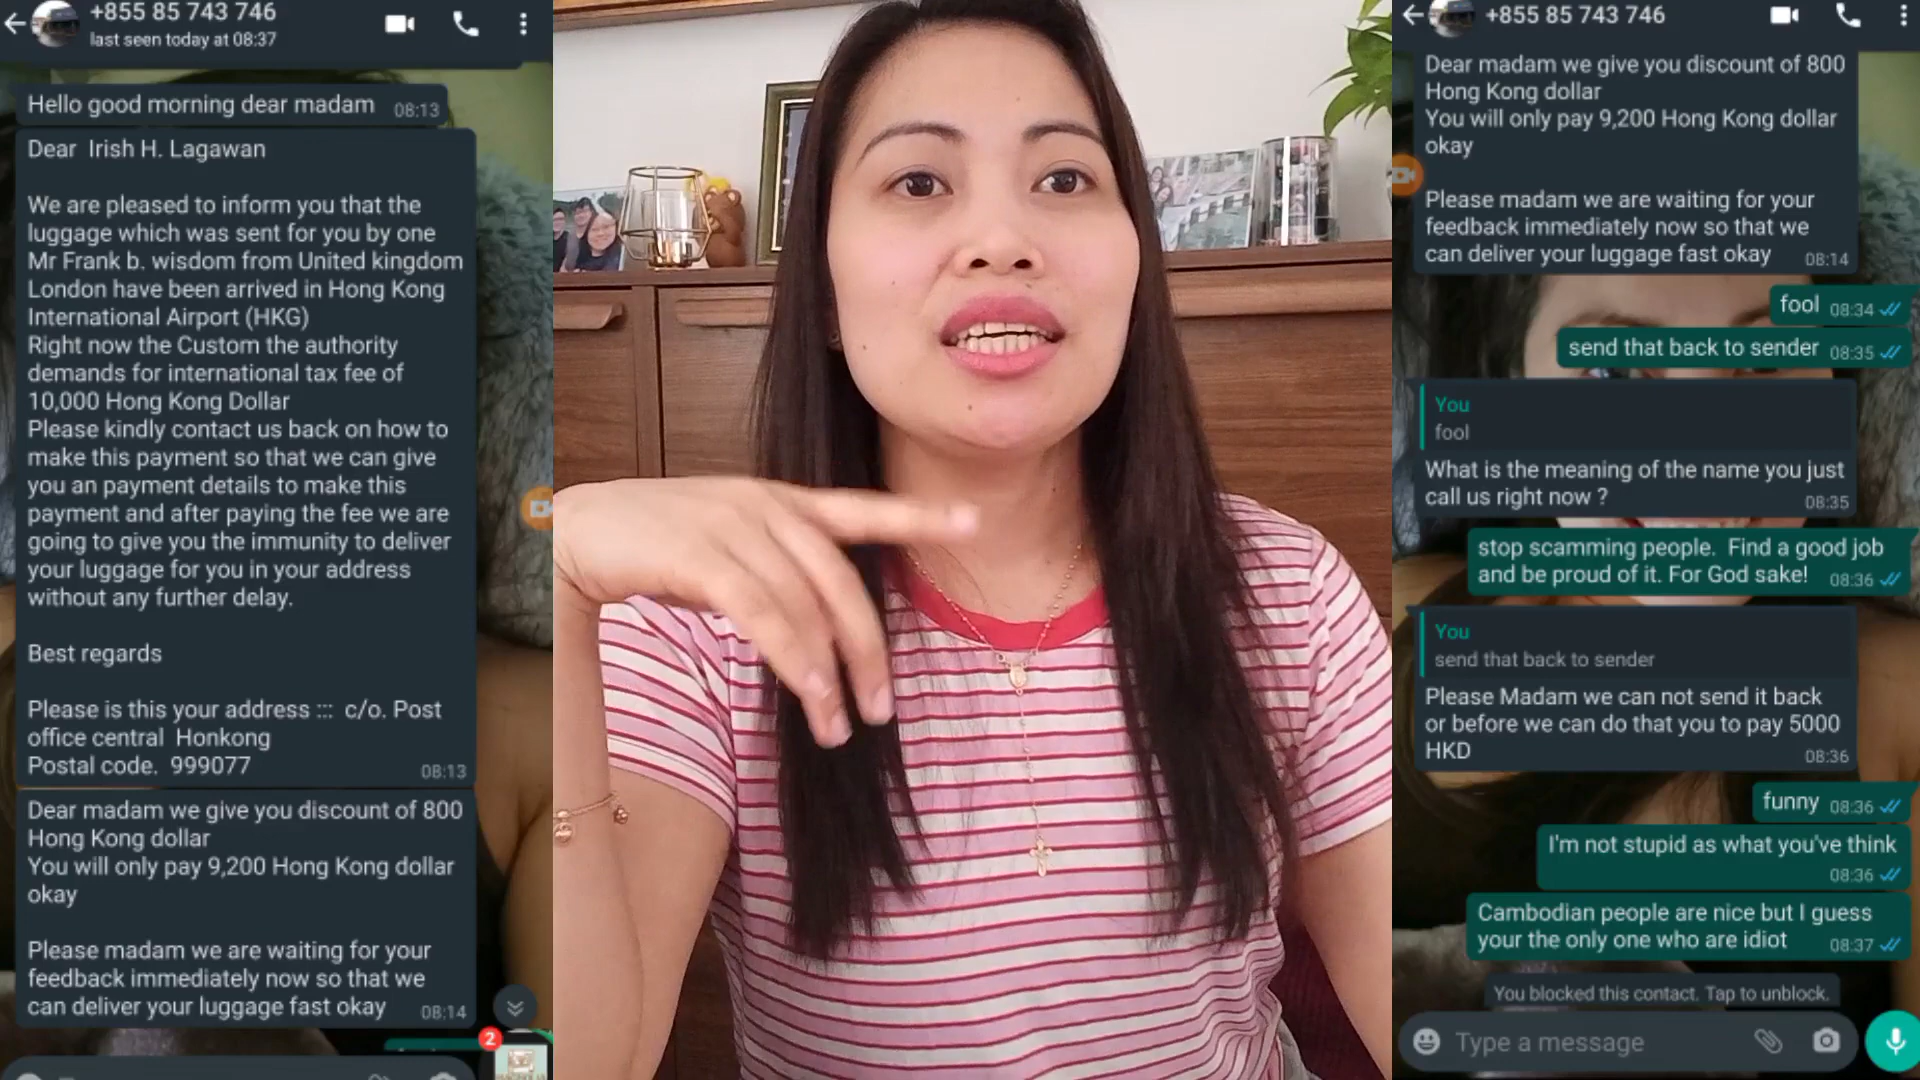 +855 85 743 746
last seen today at 08:37
Hello good morning dear madam 08:13
Dear Irish H. Lagawan
We are pleased to inform you that the
luggage which was sent for you by one
Mr Frank b. wisdom from United kingdom
London have been arrived in Hong Kong
International Airport (HKG)
Right now the Custom the authority
demands for international tax fee of
10,000 Hong Kong Dollar
Please kindly contact us back on how to
make this payment so that we can give
you an payment details to make this
payment and after paying the fee we are
going to give you the immunity to deliver
your luggage for you in your address
without any further delay.
Best regards
Please is this your address ::: c/o. Post
office central Honkong
Postal code. 999077 08:13
Dear madam we give you discount of 800
Hong Kong dollar
You will only pay 9,200 Hong Kong dollar
okay
Please madam we are waiting for your
feedback immediately now so that we
can deliver your luggage fast okay 08:14
2
+855 85 743 746
Dear madam we give you discount of 800
Hong Kong dollar
You will only pay 9,200 Hong Kong dollar
okay
Please madam we are waiting for your
feedback immediately now so that we
can deliver your luggage fast okay 08:14
fool 08:34
send that back to sender 08:35
You
fool
What is the meaning of the name you just
call us right now ? 08:35
stop scamming people. Find a good job
and be proud of it. For God sake! 08:36
You
send that back to sender
Please Madam we can not send it back
or before we can do that you to pay 5000
HKD 08:36
funny 08:36
I'm not stupid as what you've think
08:36
Cambodian people are nice but I guess
your the only one who are idiot 08:37
You blocked this contact. Tap to unblock.
Type a message